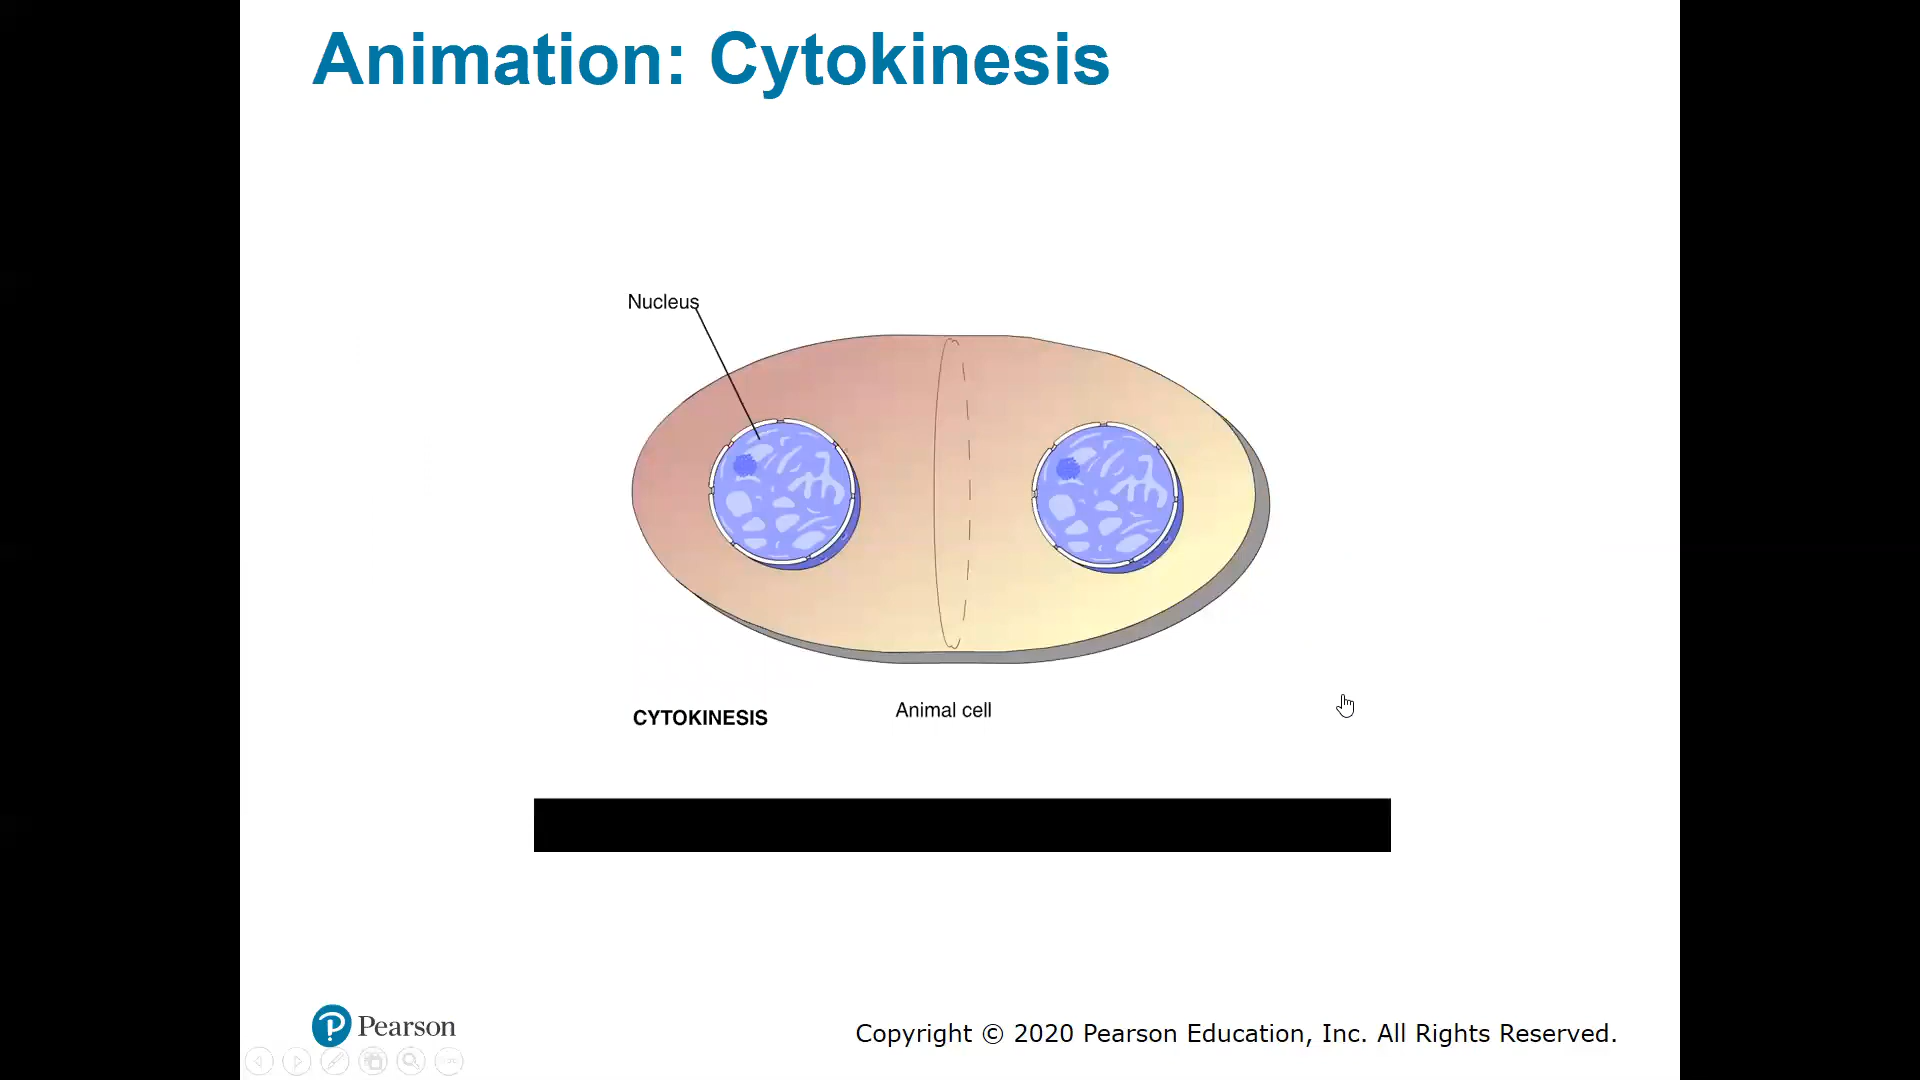 Animation: Cytokinesis
Nucleus
CYTOKINESIS
Animal cell
Pearson
Copyright © 2020 Pearson Education, Inc. All Rights Reserved.